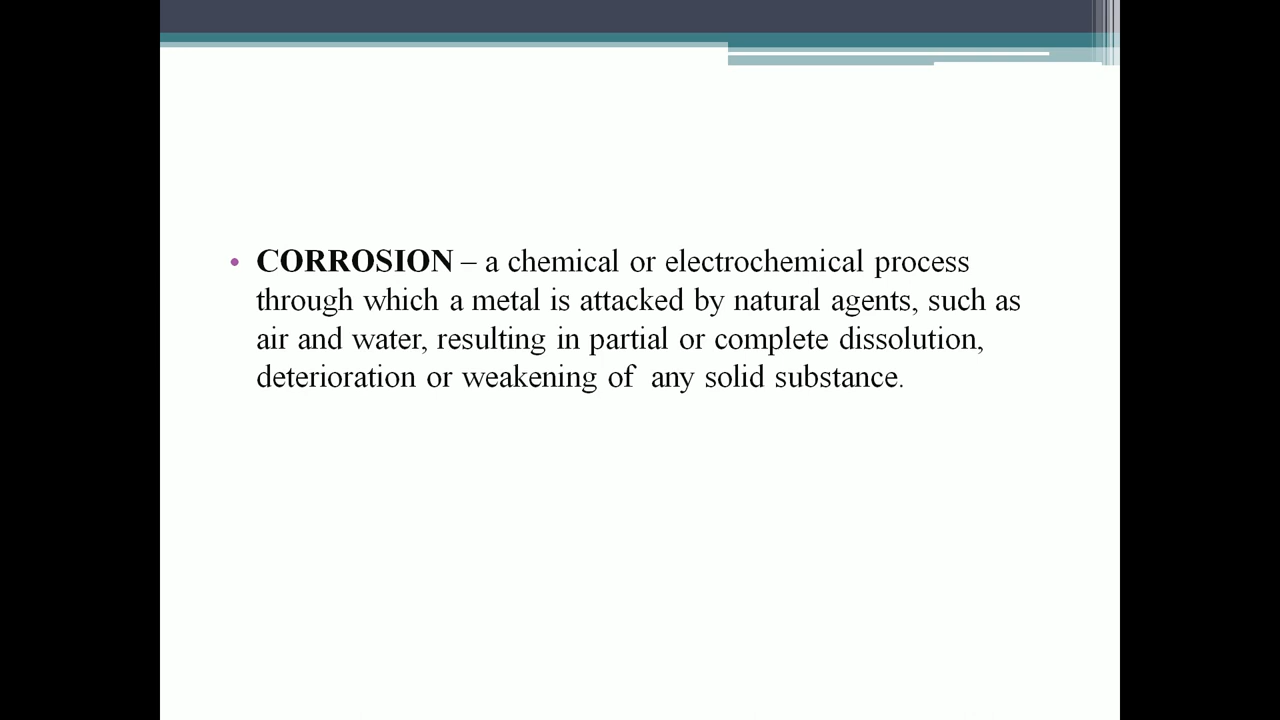 • CORROSION – a chemical or electrochemical process
through which a metal is attacked by natural agents, such as
air and water, resulting in partial or complete dissolution,
deterioration or weakening of  any solid substance.